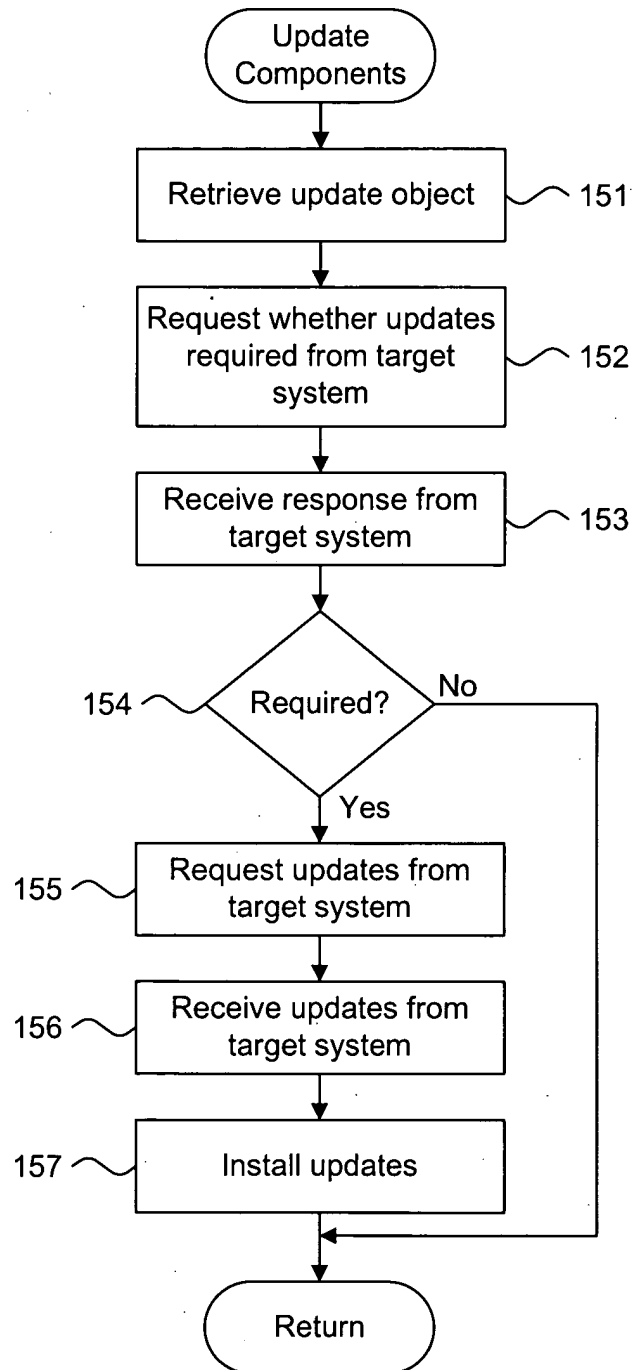 Update
Components
Retrieve update object
151
Request whether updates
required from target
system
152
Receive response from
target system
153
154
Required?
No
Yes
155
Request updates from
target system
156
Receive updates from
target system
157
Install updates
Return